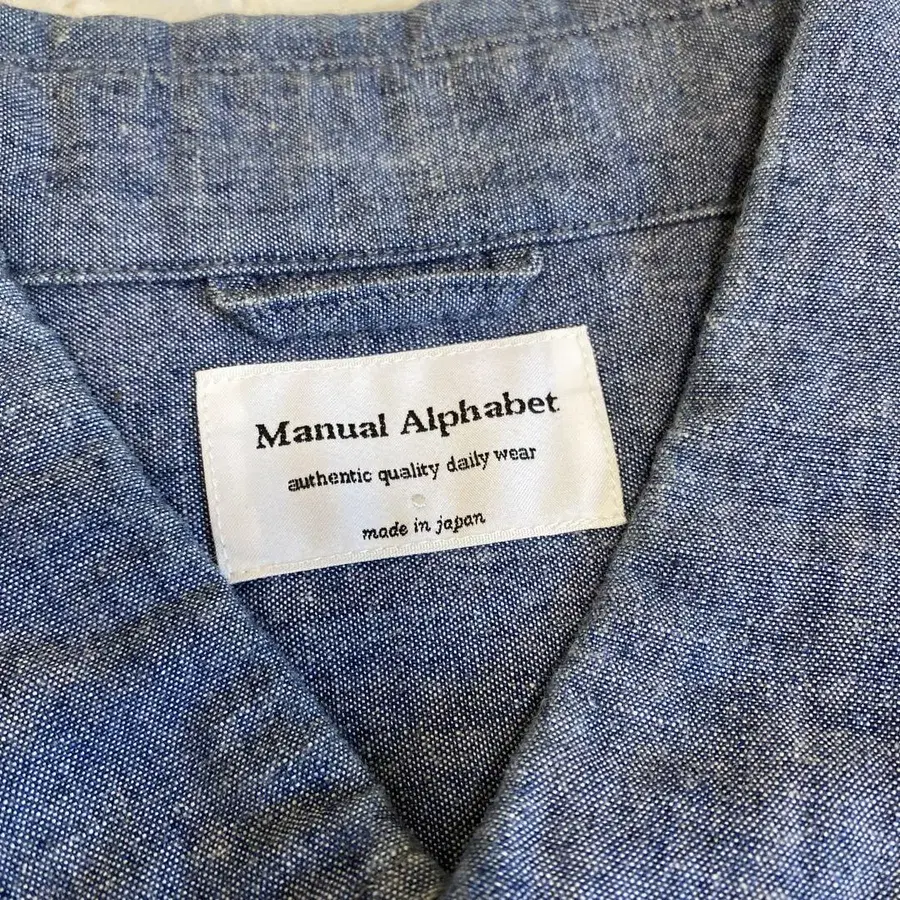 Manual Alphabet
authentic quality daily wear
made in japan